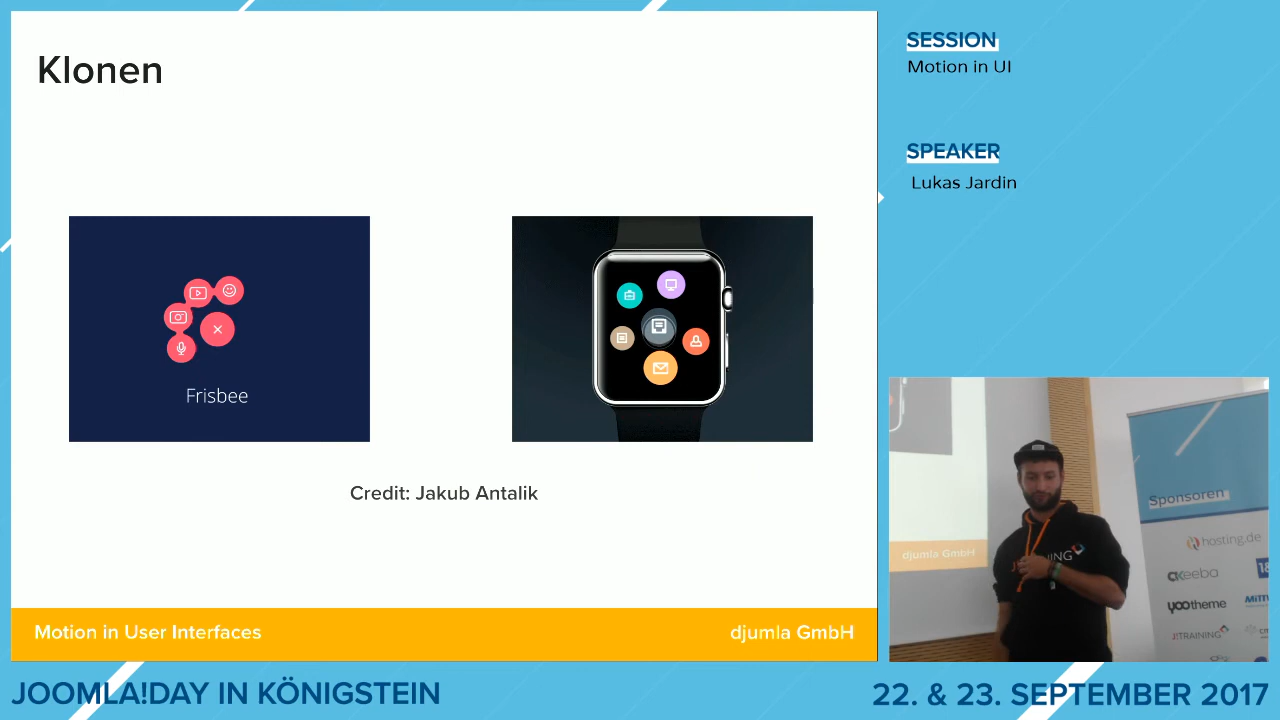 Klonen
Frisbee
Credit: Jakub Antalik
Motion in User Interfaces
djumla GmbH
SESSION
Motion in UI
SPEAKER
Lukas Jardin
djumla GmbH
Sponsoren
hosting.de
akeeba
yootheme
J!TRAINING
JOOMLA!DAY IN KÖNIGSTEIN
22. & 23. SEPTEMBER 2017